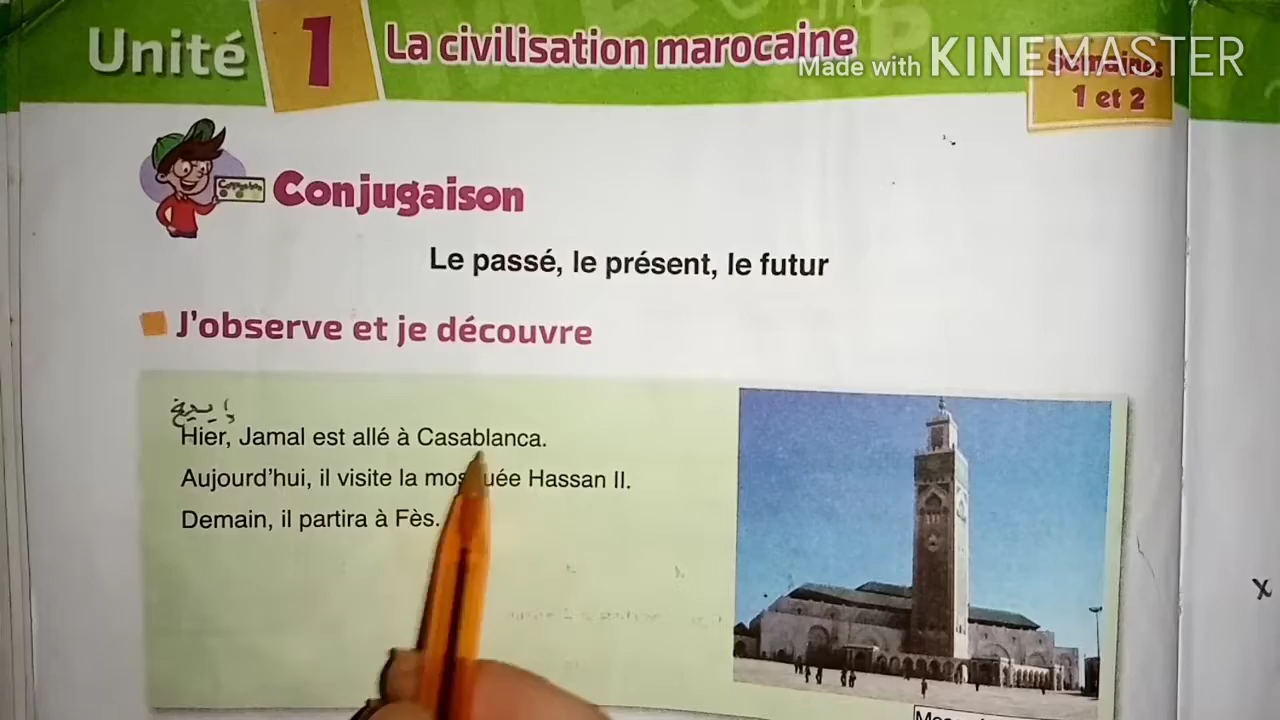 Unité 1 La civilisation marocaine
Made with KINEMASTER
Semaines
1 et 2
Conjugaison
Le passé, le présent, le futur
J'observe et je découvre
Hier, Jamal est allé à Casablanca.
Aujourd'hui, il visite la mosquée Hassan II.
Demain, il partira à Fès.
x